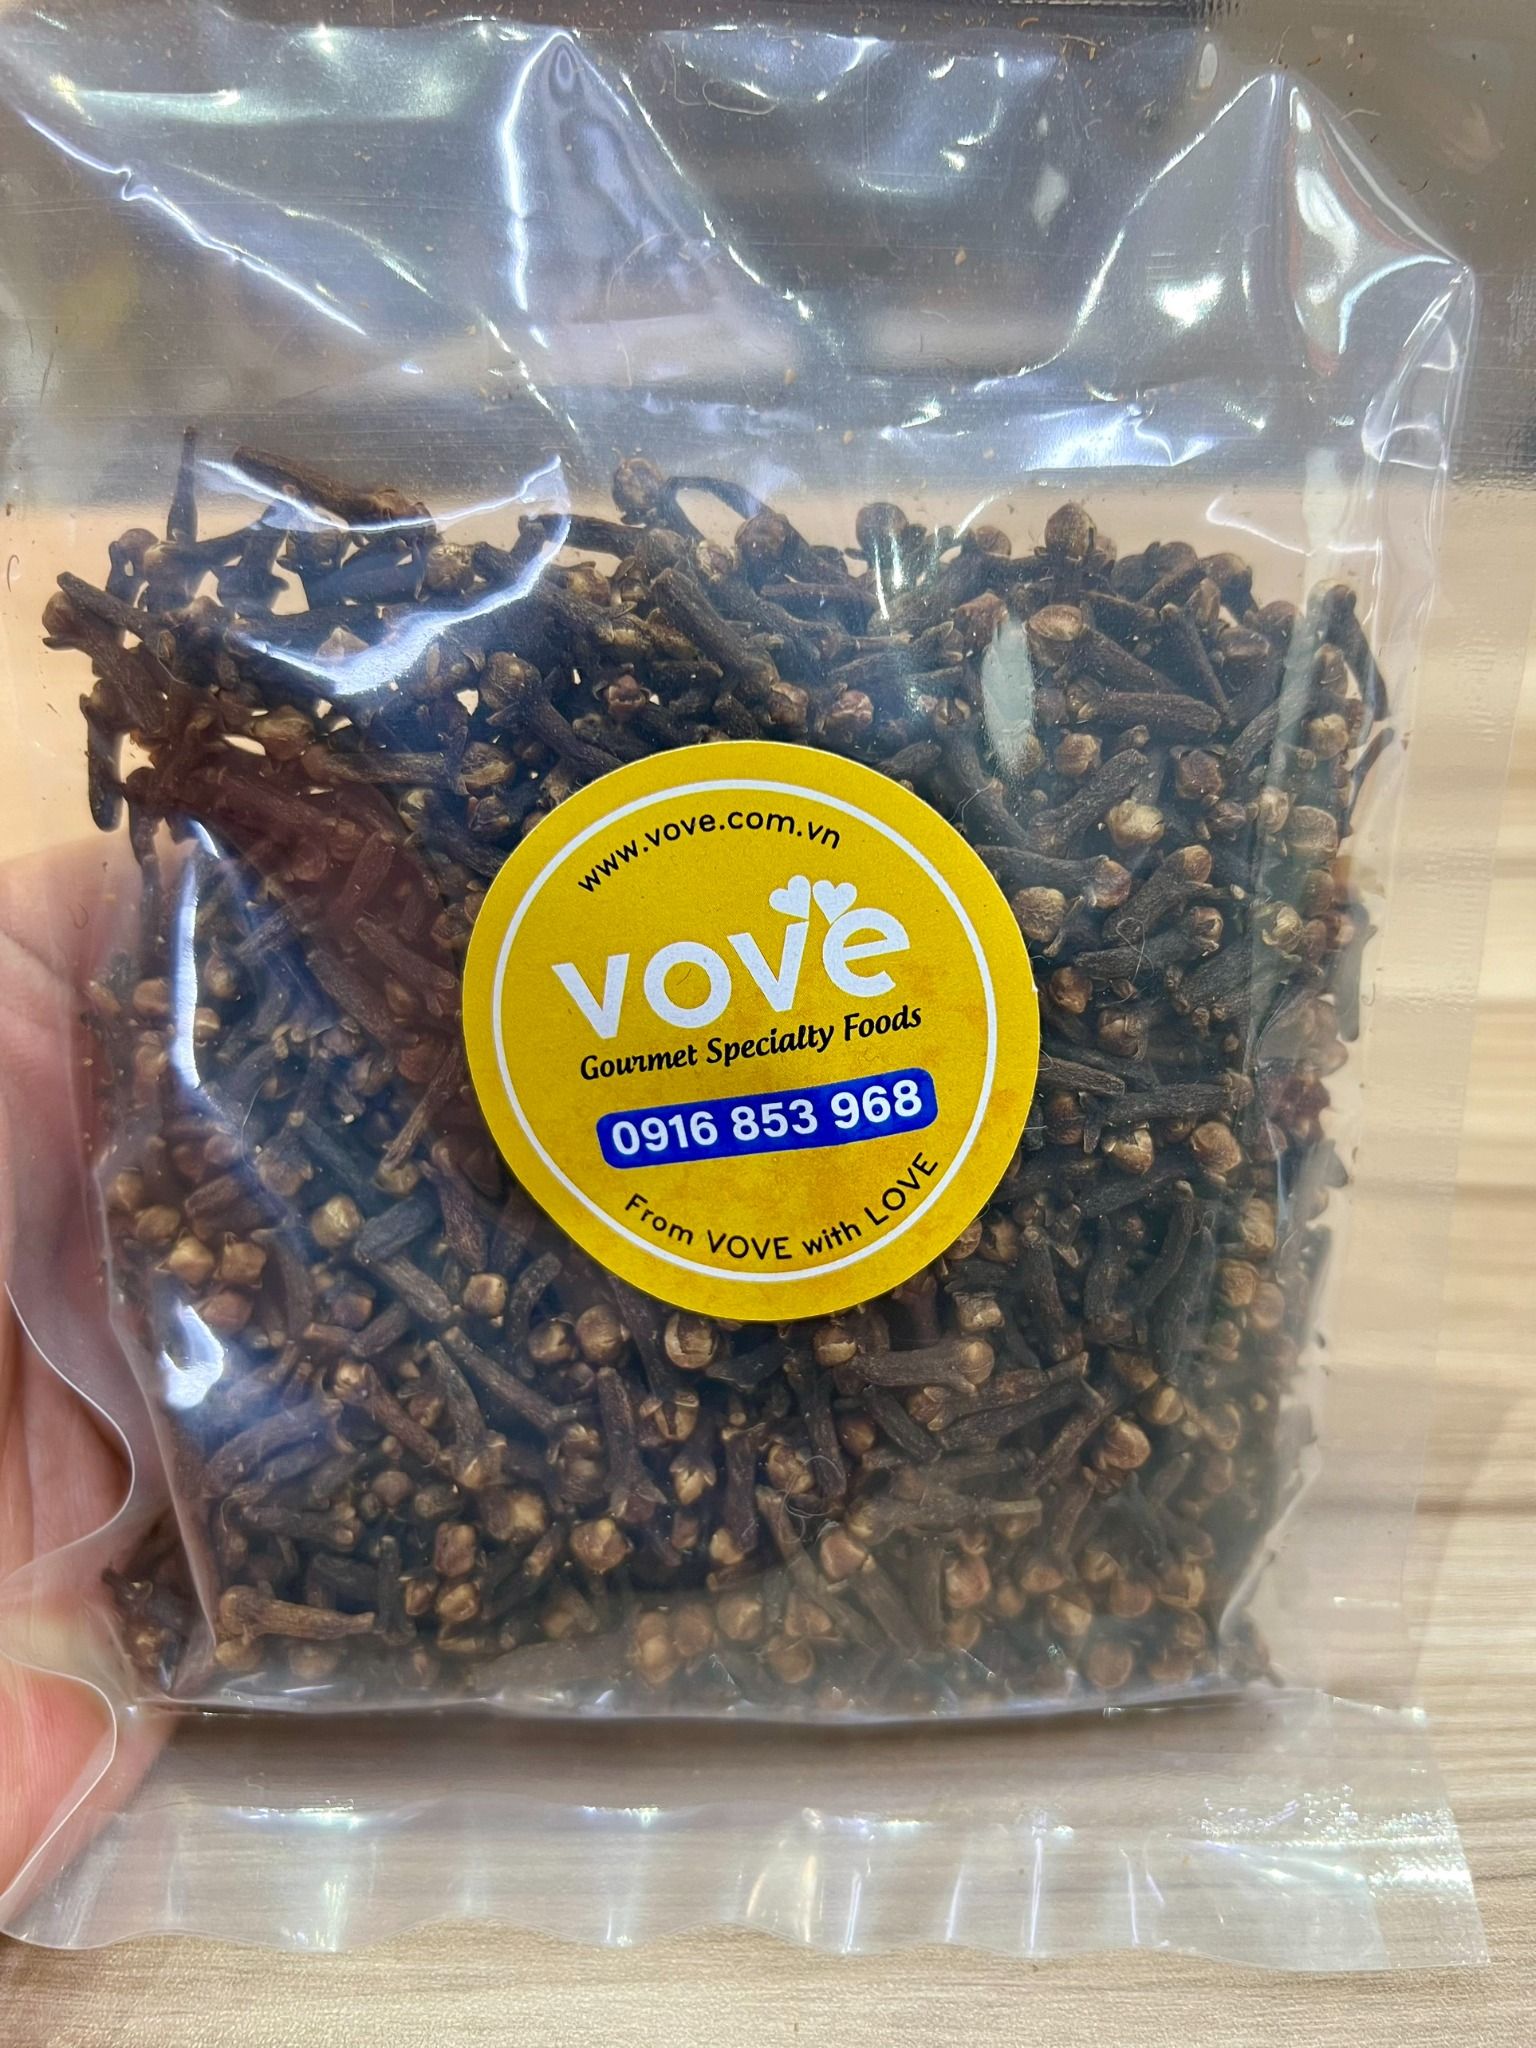 www.vove.com.vn
vove
Gourmet Specialty Foods
0916 853 968
From VOVE with LOVE